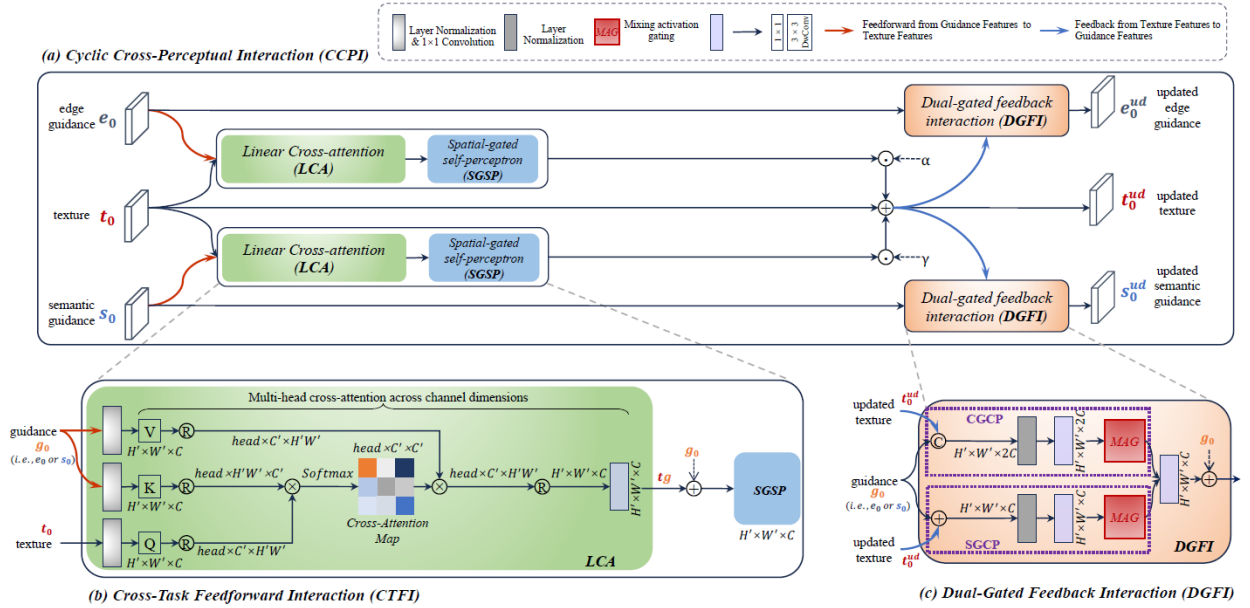 Layer Normalization
& 1×1 Convolution
Layer
Normalization
Mixing activation
gating
MAG
1 × 1
3 × 3
DwConv
Feedforward from Guidance Features to
Texture Features
Feedback from Texture Features to
Guidance Features
(a) Cyclic Cross-Perceptual Interaction (CCPI)
edge
guidance e₀
Linear Cross-attention
(LCA)
Spatial-gated
self-perceptron
(SGSP)
Dual-gated feedback
interaction (DGFI)
e₀ᵘᵈ
updated
edge
guidance
α
texture t₀
t₀ᵘᵈ
updated
texture
Linear Cross-attention
(LCA)
Spatial-gated
self-perceptron
(SGSP)
γ
semantic
guidance s₀
Dual-gated feedback
interaction (DGFI)
s₀ᵘᵈ
updated
semantic
guidance
Multi-head cross-attention across channel dimensions
guidance
g₀
(i.e., e₀ or s₀)
V
R
H'×W'×C
head×C'×H'W'
K
R
H'×W'×C
head×H'W'×C'
Softmax
head×C'×C'
Cross-Attention
Map
head×C'×H'W'
R
H'×W'×C
H'×W'×C
t₀
texture
Q
R
H'×W'×C
head×C'×H'W'
LCA
tg
g₀
SGSP
H'×W'×C
(b) Cross-Task Feedforward Interaction (CTFI)
updated t₀ᵘᵈ
texture
CGCP
C
H'×W'×2C
H'×W'×2C
MAG
guidance
g₀
(i.e., e₀ or s₀)
H'×W'×C
g₀
H'×W'×C
H'×W'×C
MAG
SGCP
updated
texture t₀ᵘᵈ
DGFI
(c) Dual-Gated Feedback Interaction (DGFI)